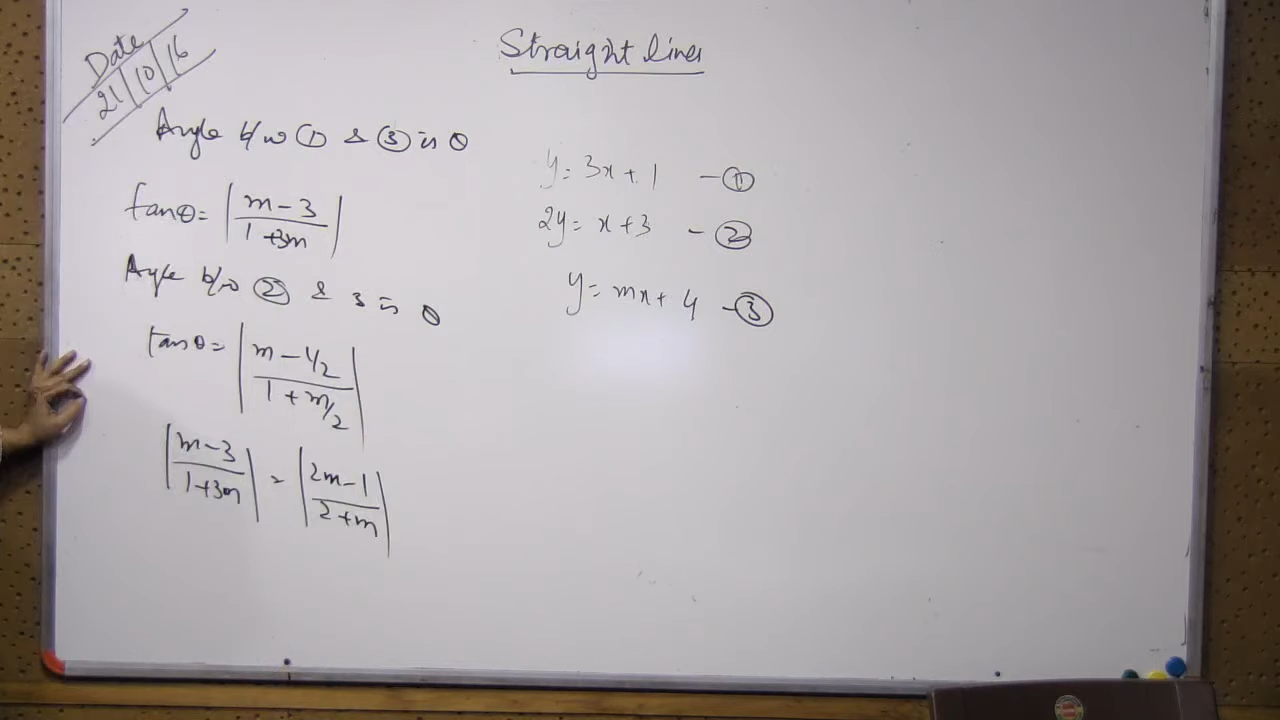 Date
21/10/16
Straight lines
Angle b/w ① & ③ is θ
tanθ = |(m - 3)/(1 + 3m)|
Angle b/w ② & 3 is θ
tanθ = |(m - 1/2)/(1 + m/2)|
|(m - 3)/(1 + 3m)| = |(2m - 1)/(2 + m)|
y = 3x + 1 - ①
2y = x + 3 - ②
y = mx + 4 - ③